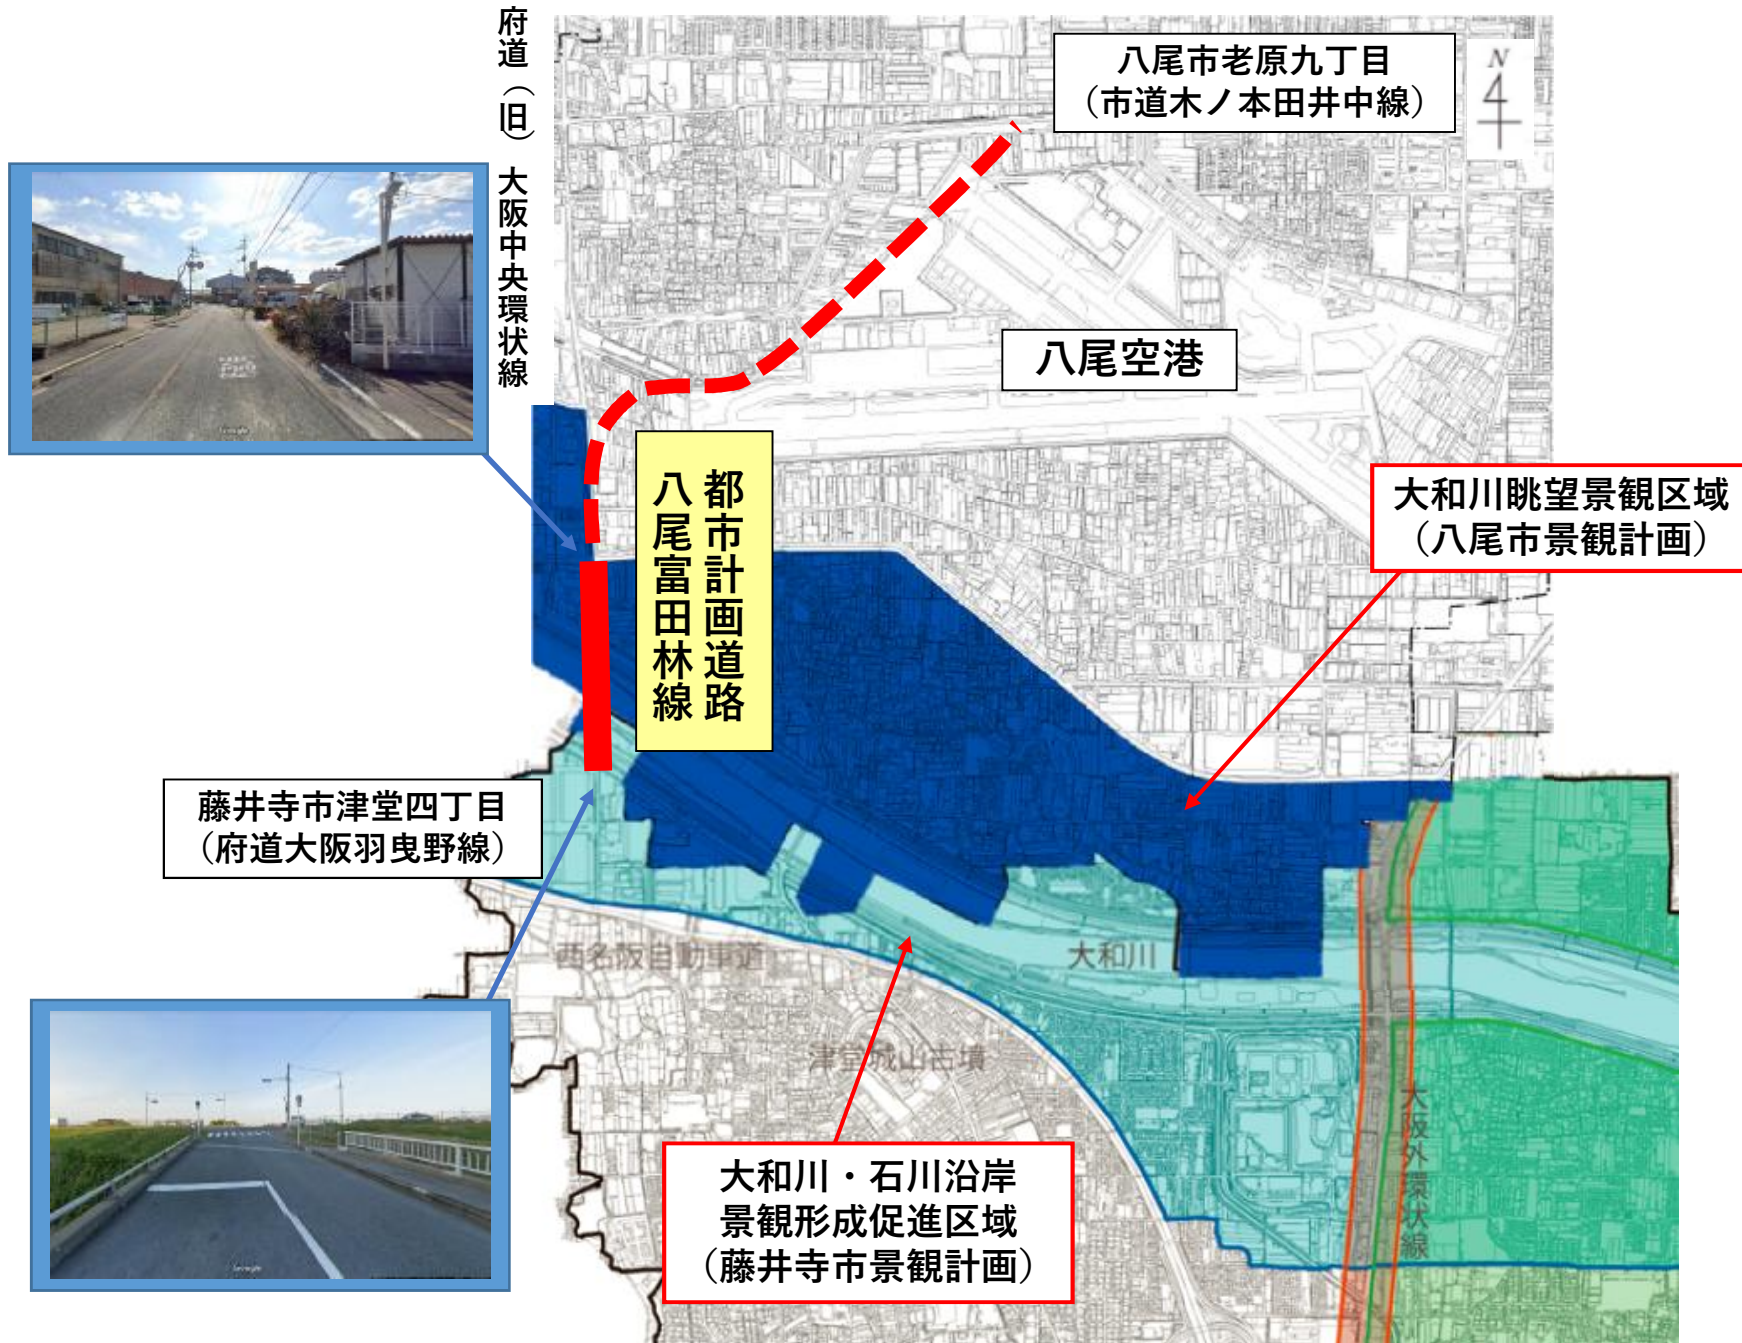 府道（旧）大阪中央環状線
八尾市老原九丁目
（市道木ノ本田井中線）
N
八尾空港
都市計画道路
八尾富田林線
大和川眺望景観区域
（八尾市景観計画）
藤井寺市津堂四丁目
（府道大阪羽曳野線）
西名阪自動車道
大和川
津堂城山古墳
大阪外環状線
大和川・石川沿岸
景観形成促進区域
（藤井寺市景観計画）
Google
Google